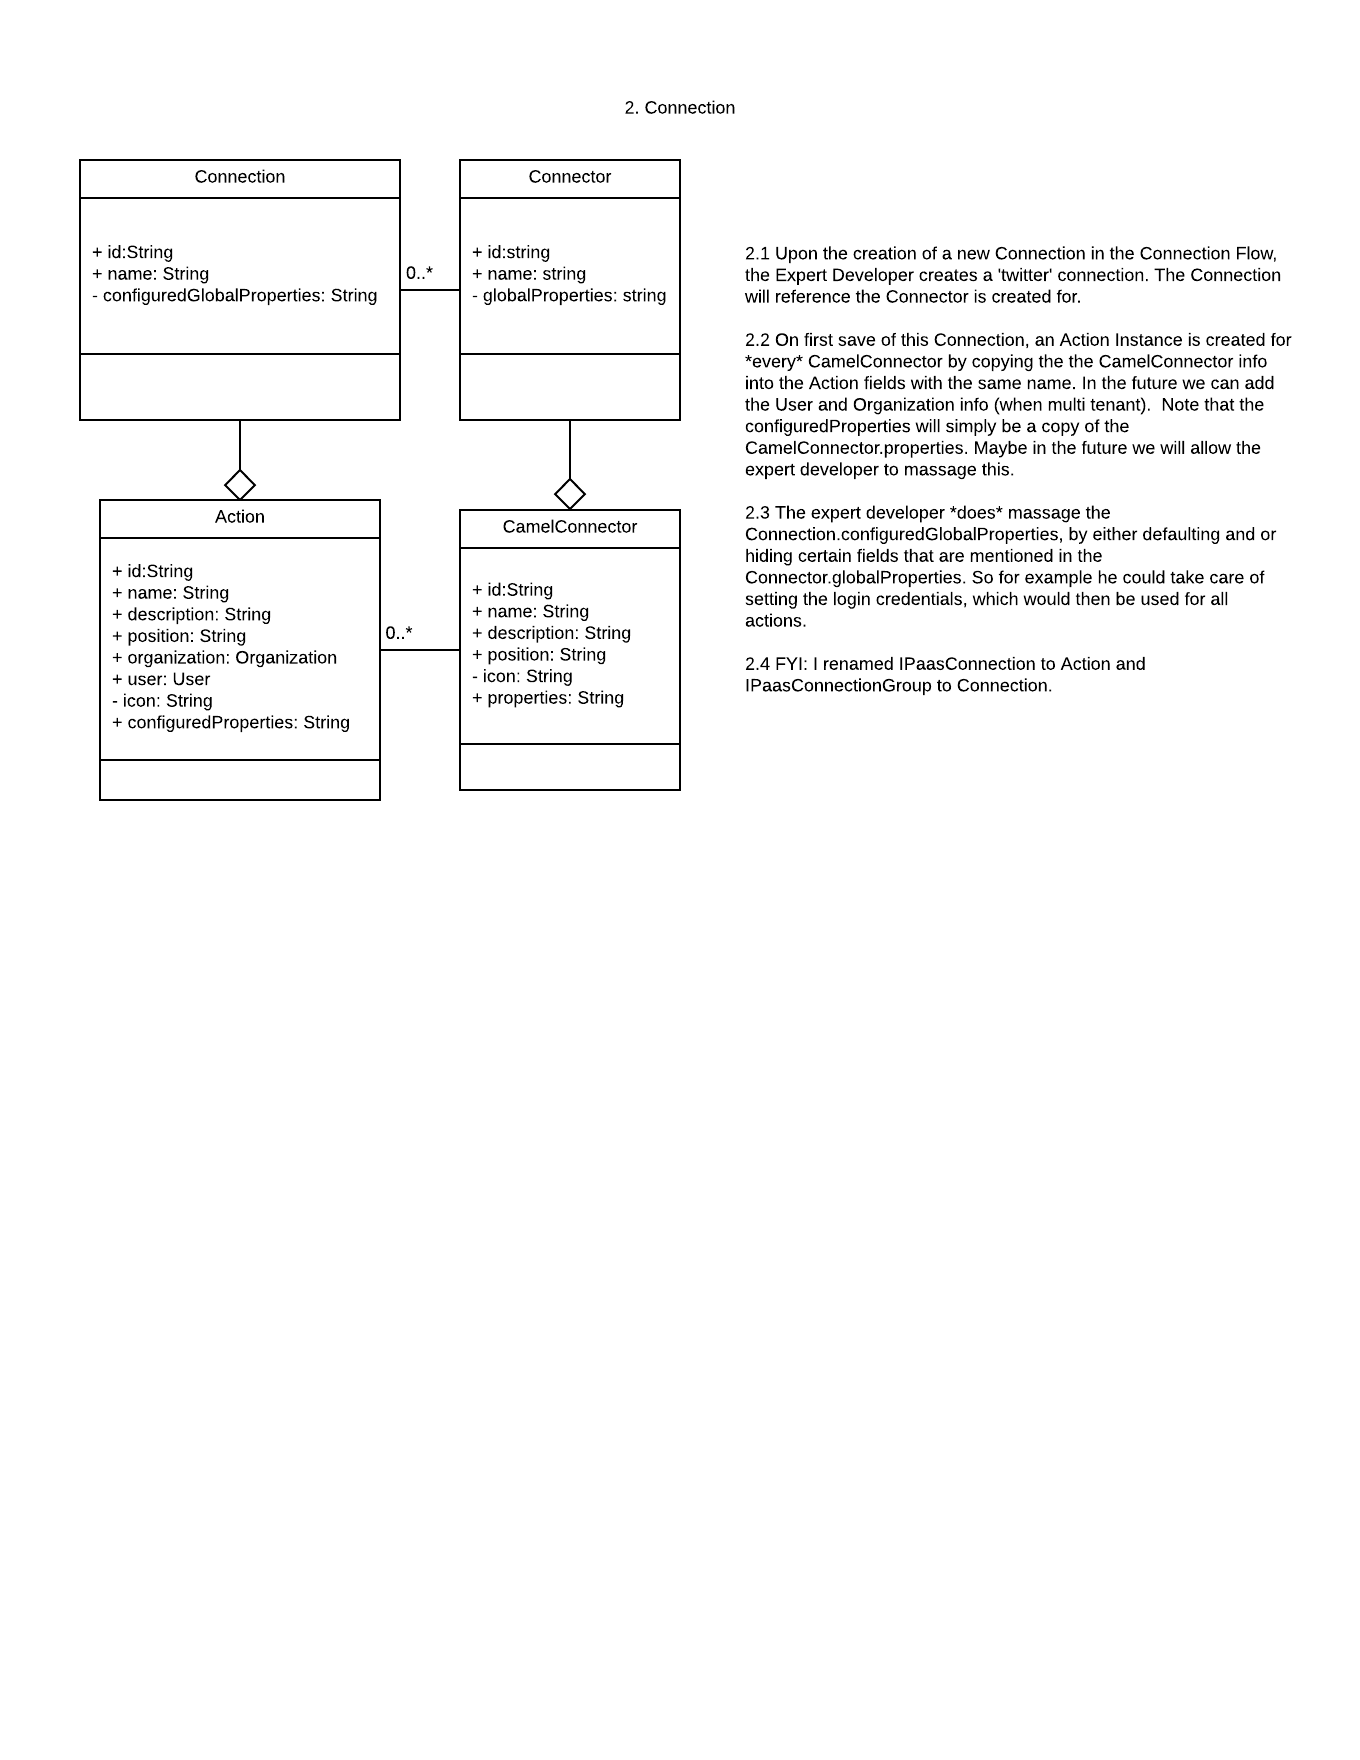 2. Connection
Connection
+ id:String
+ name: String
- configuredGlobalProperties: String
0..*
Connector
+ id:string
+ name: string
- globalProperties: string
Action
+ id:String
+ name: String
+ description: String
+ position: String
+ organization: Organization
+ user: User
- icon: String
+ configuredProperties: String
0..*
CamelConnector
+ id:String
+ name: String
+ description: String
+ position: String
- icon: String
+ properties: String
2.1 Upon the creation of a new Connection in the Connection Flow,
the Expert Developer creates a 'twitter' connection. The Connection
will reference the Connector is created for.
2.2 On first save of this Connection, an Action Instance is created for
*every* CamelConnector by copying the the CamelConnector info
into the Action fields with the same name. In the future we can add
the User and Organization info (when multi tenant).  Note that the
configuredProperties will simply be a copy of the
CamelConnector.properties. Maybe in the future we will allow the
expert developer to massage this.
2.3 The expert developer *does* massage the
Connection.configuredGlobalProperties, by either defaulting and or
hiding certain fields that are mentioned in the
Connector.globalProperties. So for example he could take care of
setting the login credentials, which would then be used for all
actions.
2.4 FYI: I renamed IPaasConnection to Action and
IPaasConnectionGroup to Connection.